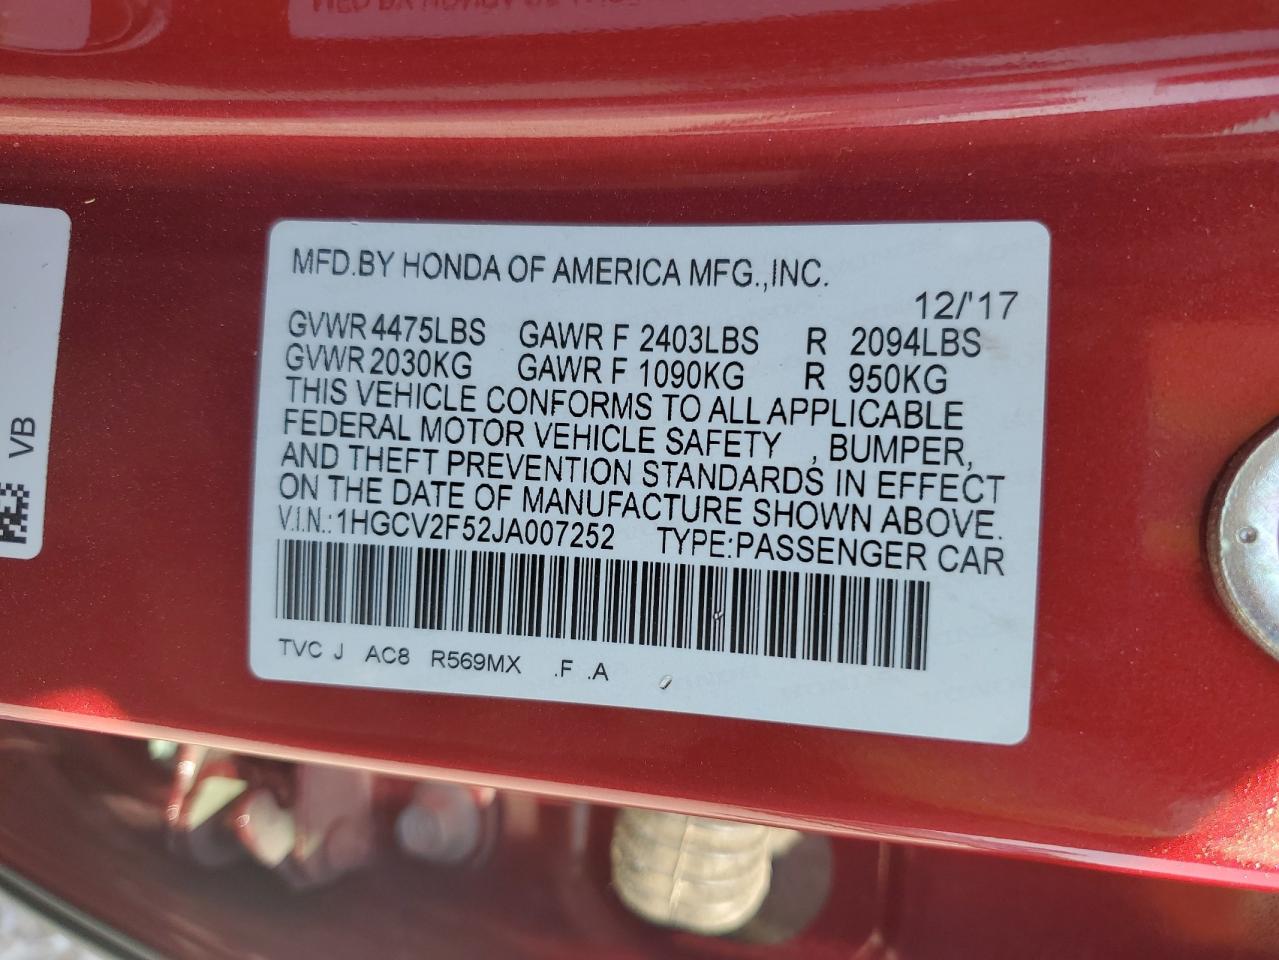 MFD.BY HONDA OF AMERICA MFG.,INC.
12/'17
GVWR 4475LBS GAWR F 2403LBS R 2094LBS
GVWR 2030KG GAWR F 1090KG R 950KG
THIS VEHICLE CONFORMS TO ALL APPLICABLE
FEDERAL MOTOR VEHICLE SAFETY , BUMPER,
AND THEFT PREVENTION STANDARDS IN EFFECT
ON THE DATE OF MANUFACTURE SHOWN ABOVE.
V.I.N.:1HGCV2F52JA007252 TYPE:PASSENGER CAR
TVC J AC8 R569MX .F .A
VB